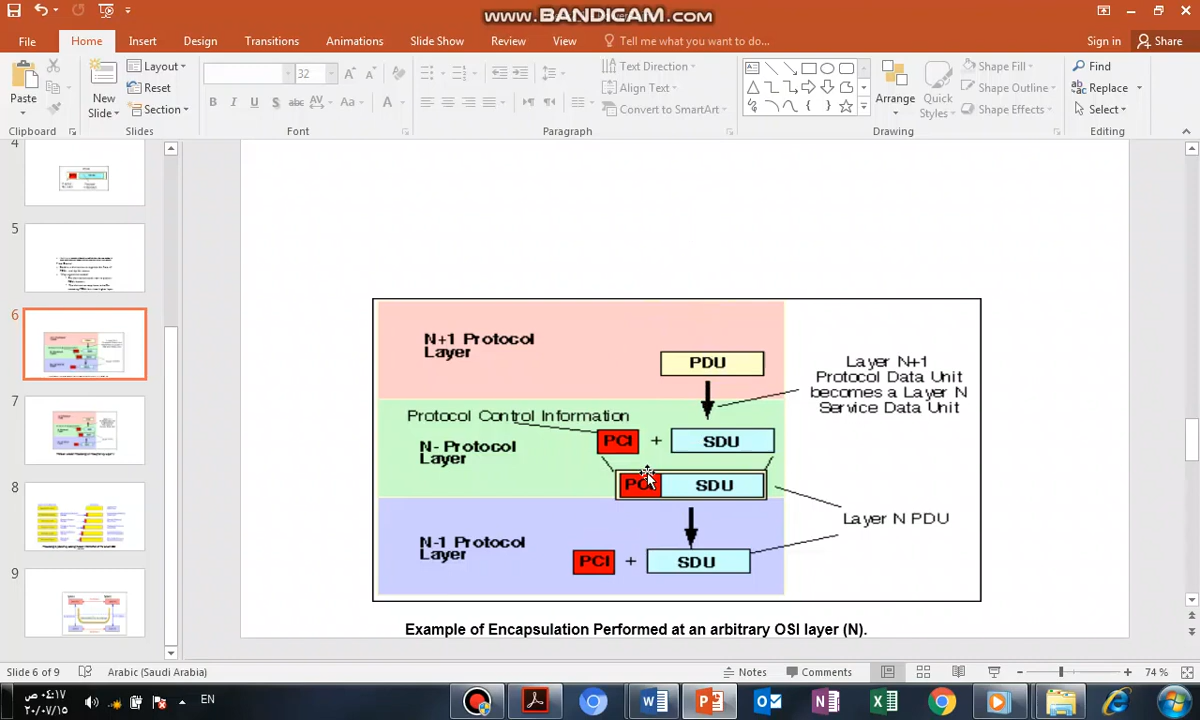 www.BANDICAM.com
File Home Insert Design Transitions Animations Slide Show Review View Tell me what you want to do... Sign in Share
Paste
New
Slide
Layout
Reset
Section
32
Text Direction
Align Text
Convert to SmartArt
Arrange
Quick
Styles
Shape Fill
Shape Outline
Shape Effects
Find
Replace
Select
Clipboard Slides Font Paragraph Drawing Editing
4
5
6
7
8
9
N+1 Protocol
Layer
PDU
Layer N+1
Protocol Data Unit
becomes a Layer N
Service Data Unit
Protocol Control Information
N- Protocol
Layer
PCI + SDU
SDU
Layer N PDU
N-1 Protocol
Layer
PCI + SDU
Example of Encapsulation Performed at an arbitrary OSI layer (N).
Slide 6 of 9 Arabic (Saudi Arabia) Notes Comments 74 %
EN
٠٤:١٧ ص
٢٠/٠٧/١٥